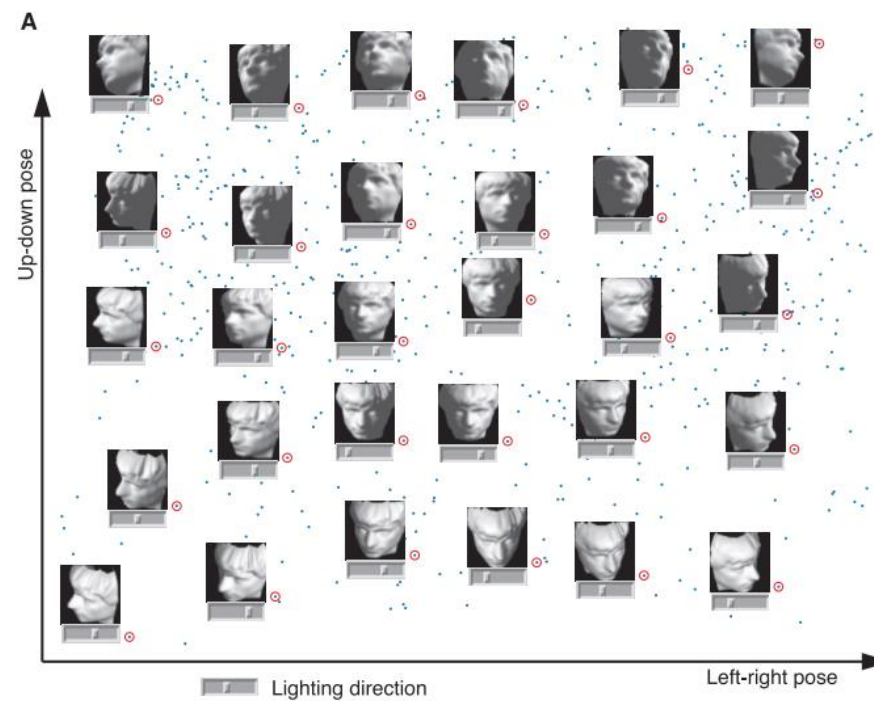 A
Up-down pose
Left-right pose
Lighting direction